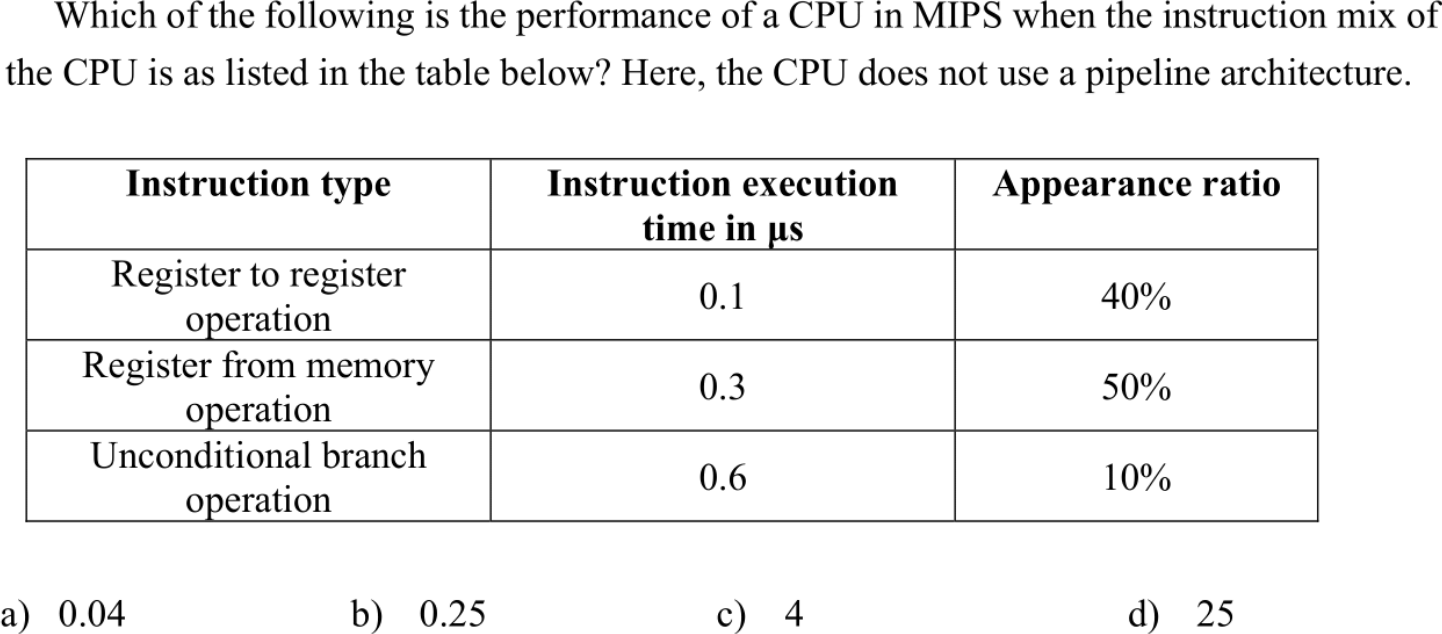 Which of the following is the performance of a CPU in MIPS when the instruction mix of
the CPU is as listed in the table below? Here, the CPU does not use a pipeline architecture.
Instruction type Instruction execution Appearance ratio
time in µs
Register to register
operation 0.1 40%
Register from memory
operation 0.3 50%
Unconditional branch
operation 0.6 10%
a) 0.04 b) 0.25 c) 4 d) 25